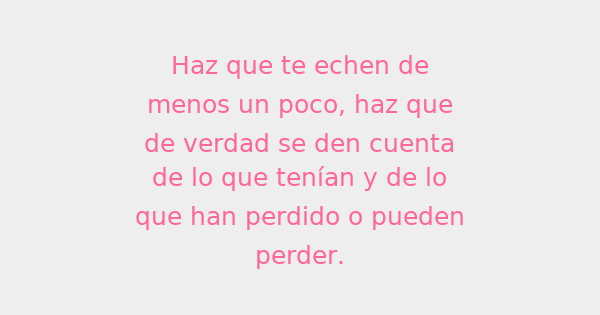 Haz que te echen de
menos un poco, haz que
de verdad se den cuenta
de lo que tenían y de lo
que han perdido o pueden
perder.